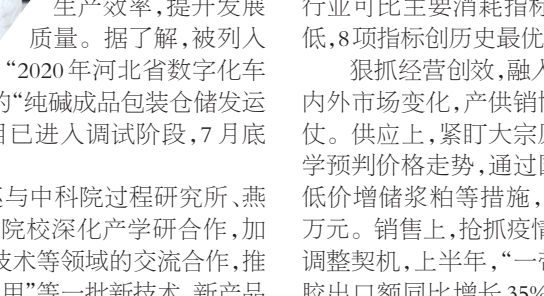 生产效率,提升发展
质量。据了解,被列入
“2020年河北省数字化车
的“纯碱成品包装仓储发运
目已进入调试阶段,7月底
与中科院过程研究所、燕
院校深化产学研合作,加
技术等领域的交流合作,推
用”等一批新技术、新产品
行业可比主要消耗指标
低,8项指标创历史最优
狠抓经营创效,融入
内外市场变化,产供销
仗。供应上,紧盯大宗
学预判价格走势,通过
低价增储浆粕等措施,
万元。销售上,抢抓疫情
调整契机,上半年,“一
胶出口额同比增长35%